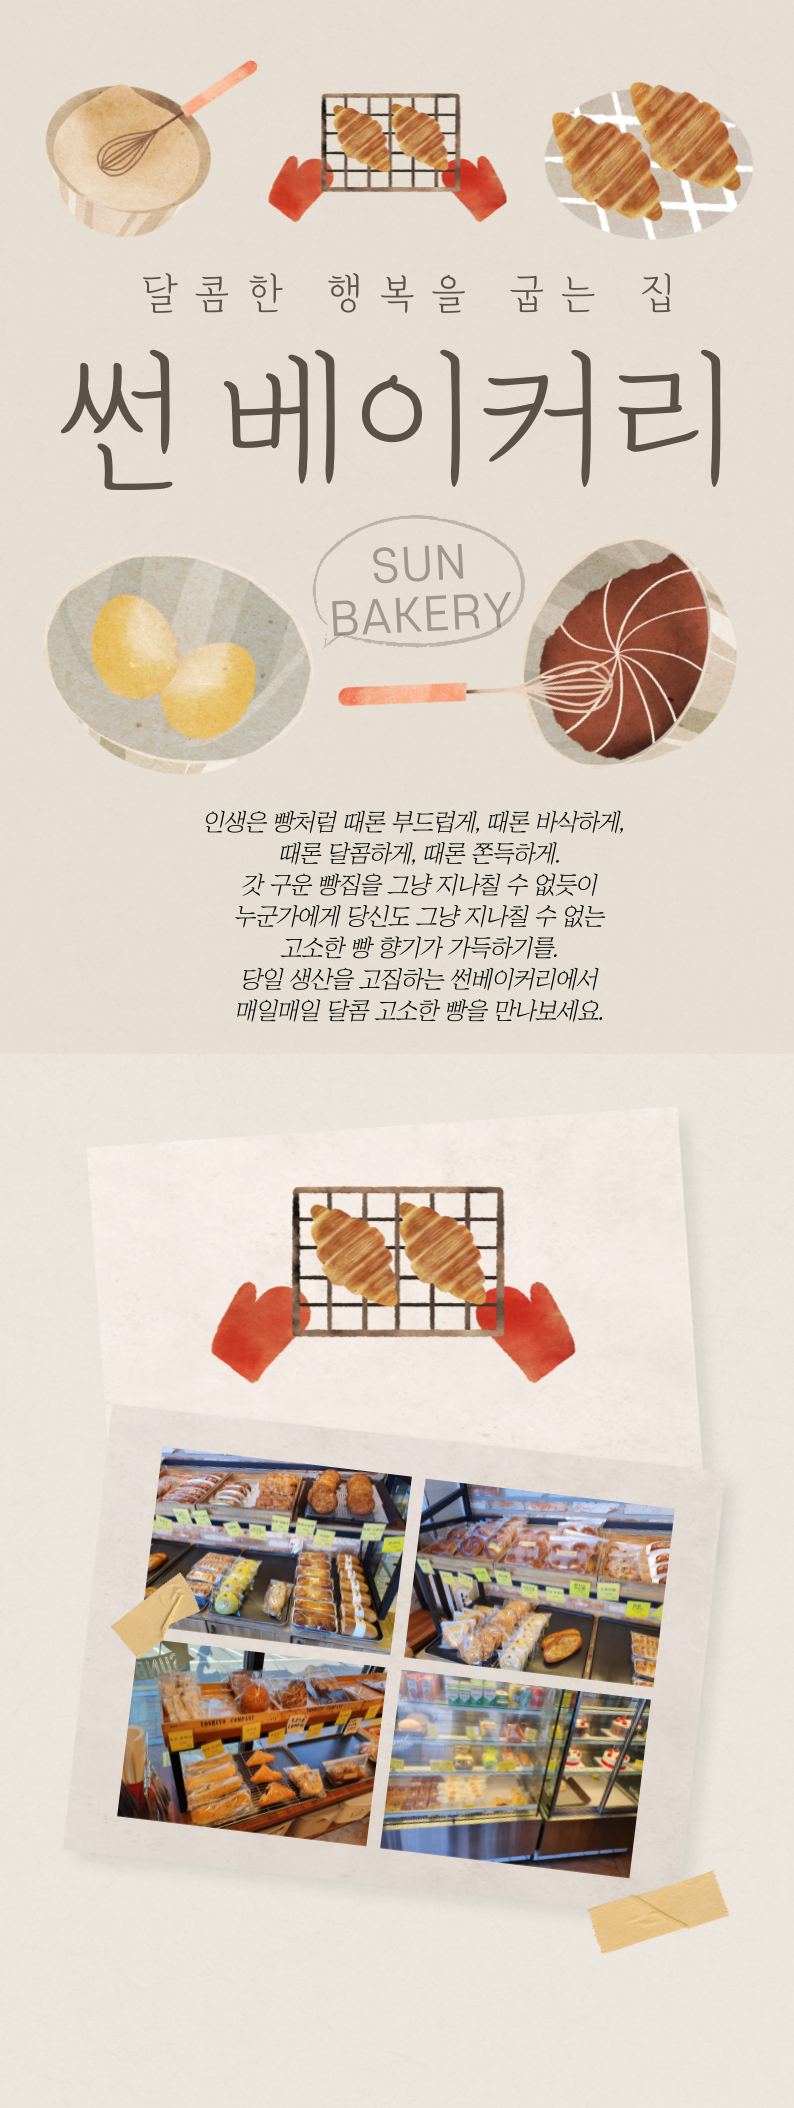 달콤한 행복을 굽는 집
썬 베이커리
SUN
BAKERY
인생은 빵처럼 때론 부드럽게, 때론 바삭하게,
때론 달콤하게, 때론 쫀득하게.
갓 구운 빵집을 그냥 지나칠 수 없듯이
누군가에게 당신도 그냥 지나칠 수 없는
고소한 빵 향기가 가득하기를.
당일 생산을 고집하는 썬베이커리에서
매일매일 달콤 고소한 빵을 만나보세요.